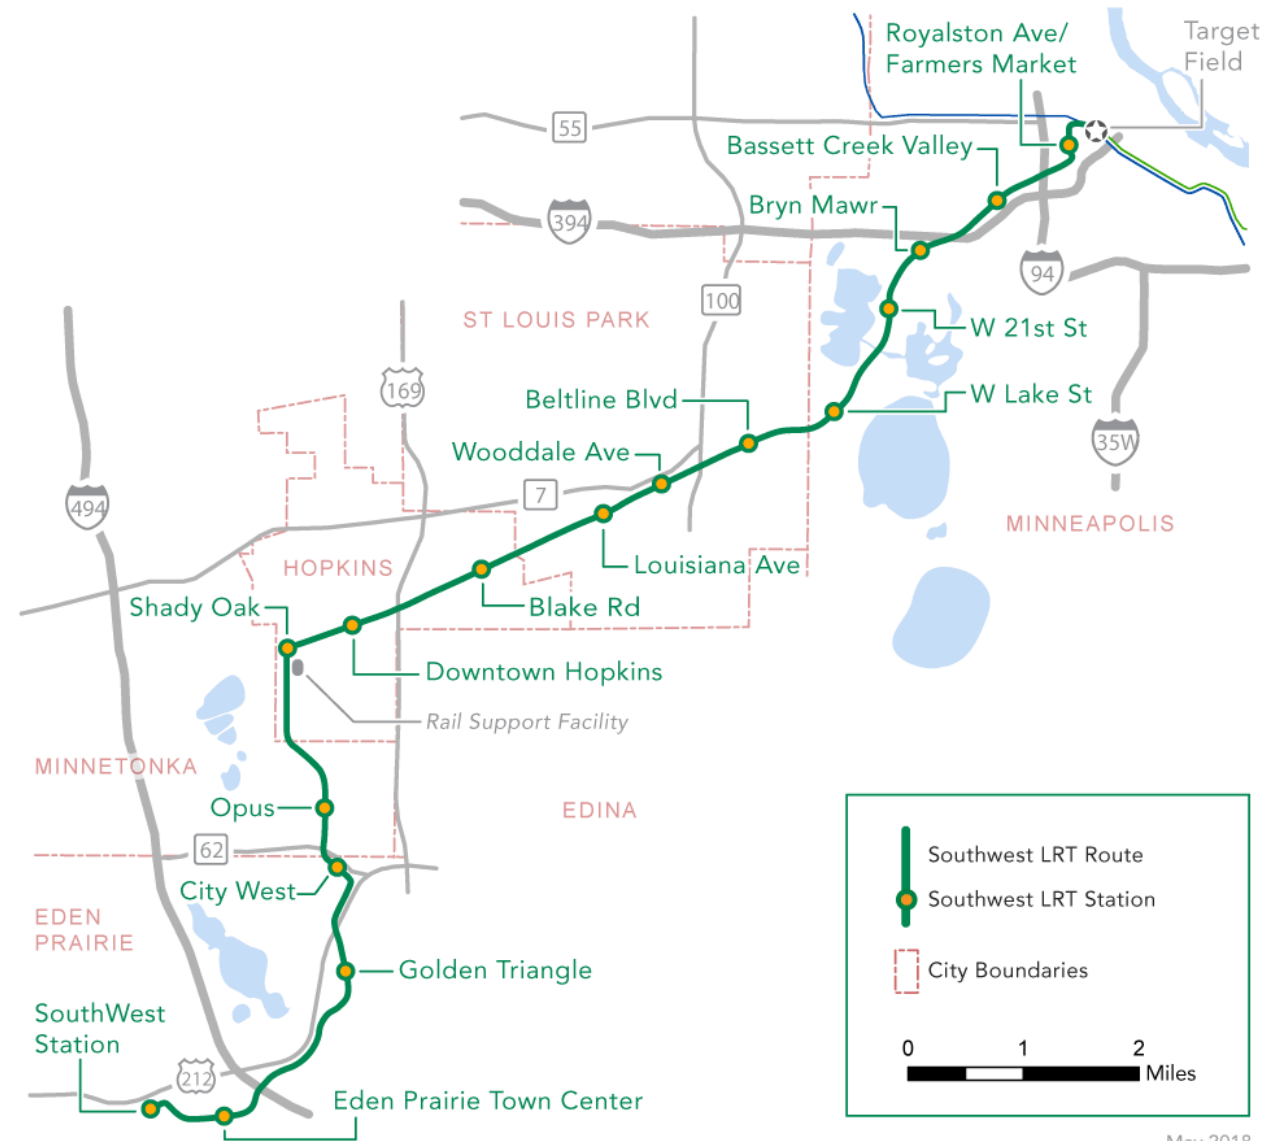 Royalston Ave/
Farmers Market
Target
Field
55
Bassett Creek Valley
Bryn Mawr
394
94
100
ST LOUIS PARK
W 21st St
169
Beltline Blvd
W Lake St
35W
Wooddale Ave
7
494
MINNEAPOLIS
HOPKINS
Louisiana Ave
Shady Oak
Blake Rd
Downtown Hopkins
Rail Support Facility
MINNETONKA
Opus
EDINA
62
City West
EDEN
PRAIRIE
Golden Triangle
SouthWest
Station
212
Eden Prairie Town Center
Southwest LRT Route
Southwest LRT Station
City Boundaries
0 1 2
Miles
May 2018